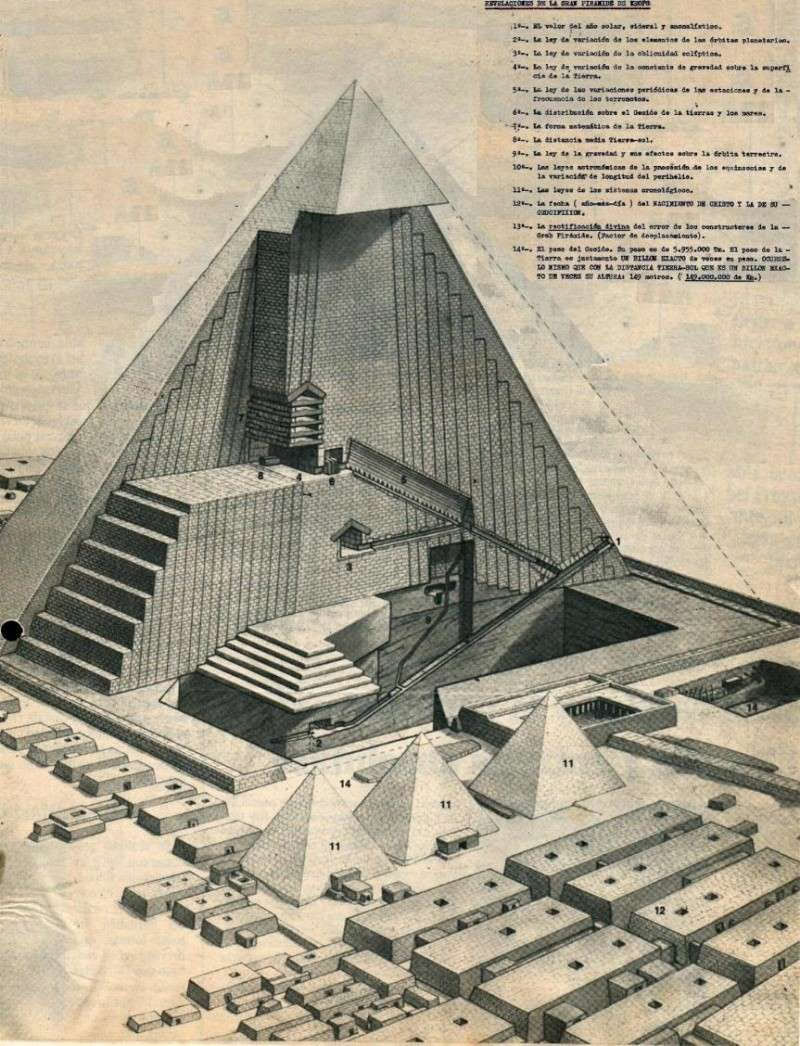 REVELACIONES DE LA GRAN PIRAMIDE DE KEOPS
1º-. El valor del año solar, sideral y anomalístico.
2º-. La ley de variación de los elementos de las órbitas planetarias.
3º-. La ley de variación de la oblicuidad eclíptica.
4º-. La ley de variación de la constante de gravedad sobre la superfi
cie de la Tierra.
5º-. La ley de las variaciones periódicas de las estaciones y de la -
frecuencia de los terremotos.
6º-. La distribución sobre el Geoide de la tierras y los mares.
7º-. La forma matemática de la Tierra.
8º-. La distancia media Tierra-sol.
9º-. La ley de la gravedad y sus efectos sobre la órbita terrestre.
10º-. Las leyes astronómicas de la precesión de los equinoccios y de
la variación de longitud del perihelio.
11º-. Las leyes de los sistemas cronológicos.
12º-. La fecha ( año-mes-día ) del NACIMIENTO DE CRISTO Y LA DE SU --
CRUCIFIXION.
13º-. La rectificación divina del error de los constructores de la --
Gran Pirámide. (Factor de desplazamiento).
14º-. El peso del Geoide. Su peso es de 5.955.000 Tm. El peso de la -
Tierra es justamente UN BILLON EXACTO de veces su peso. OCURRE-
LO MISMO QUE CON LA DISTANCIA TIERRA-SOL QUE ES UN BILLON EXAC-
TO DE VECES SU ALTURA: 149 metros. ( 149.000.000 de Km.)
7
8
4
6
5
3
1
9
2
14
14
11
11
11
12